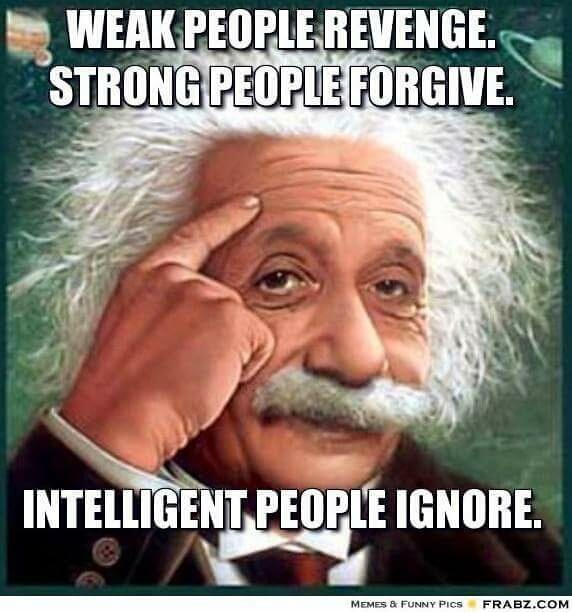 WEAK PEOPLE REVENGE.
STRONG PEOPLE FORGIVE.
INTELLIGENT PEOPLE IGNORE.
MEMES & FUNNY PICS FRABZ.COM